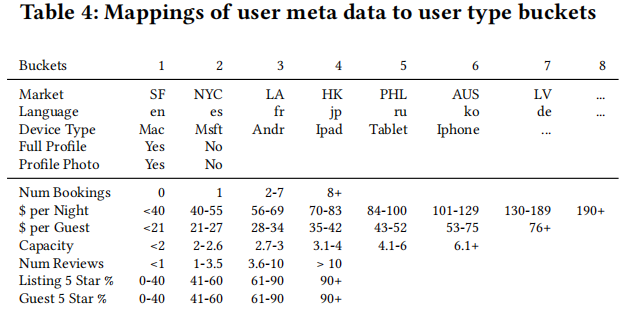 Table 4: Mappings of user meta data to user type buckets
Buckets 1 2 3 4 5 6 7 8
Market SF NYC LA HK PHL AUS LV ...
Language en es fr jp ru ko de ...
Device Type Mac Msft Andr Ipad Tablet Iphone ...
Full Profile Yes No
Profile Photo Yes No
Num Bookings 0 1 2-7 8+
$ per Night <40 40-55 56-69 70-83 84-100 101-129 130-189 190+
$ per Guest <21 21-27 28-34 35-42 43-52 53-75 76+
Capacity <2 2-2.6 2.7-3 3.1-4 4.1-6 6.1+
Num Reviews <1 1-3.5 3.6-10 > 10
Listing 5 Star % 0-40 41-60 61-90 90+
Guest 5 Star % 0-40 41-60 61-90 90+